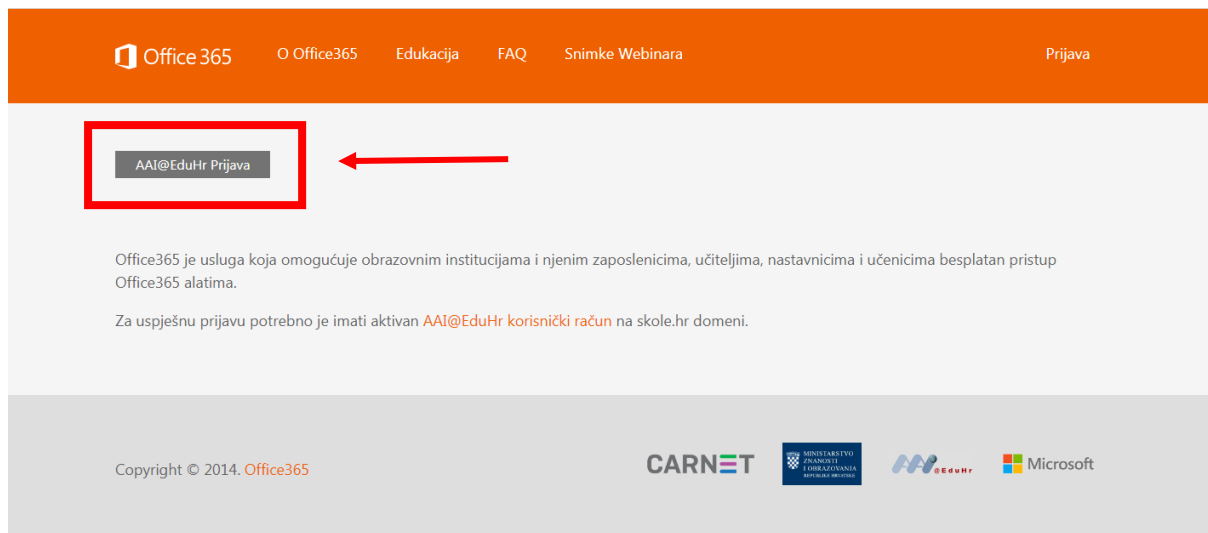 Office 365
O Office365
Edukacija
FAQ
Snimke Webinara
Prijava
AAI@EduHr Prijava
Office365 je usluga koja omogućuje obrazovnim institucijama i njenim zaposlenicima, učiteljima, nastavnicima i učenicima besplatan pristup
Office365 alatima.
Za uspješnu prijavu potrebno je imati aktivan AAI@EduHr korisnički račun na skole.hr domeni.
Copyright © 2014. Office365
CARNET
MINISTARSTVO
ZNANOSTI
I OBRAZOVANJA
REPUBLIKE HRVATSKE
AAI@EduHr
Microsoft